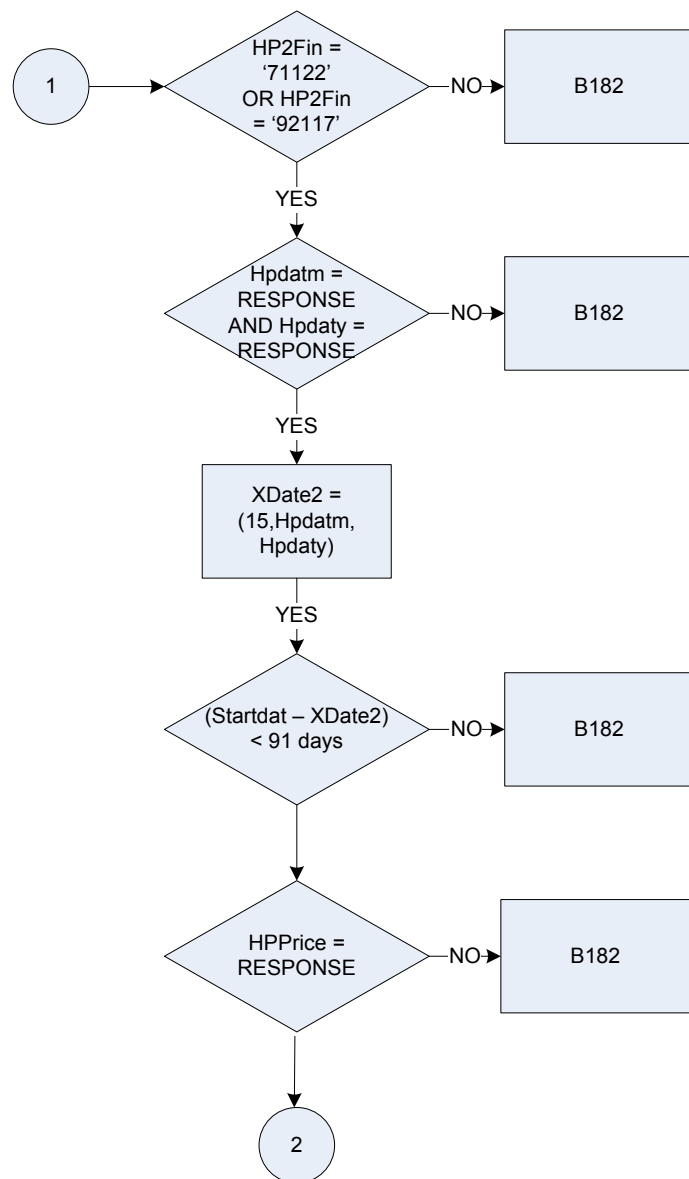 1
HP2Fin =
‘71122’
OR HP2Fin
= ‘92117’
NO
B182
YES
Hpdatm =
RESPONSE
AND Hpdaty =
RESPONSE
NO
B182
YES
XDate2 =
(15,Hpdatm,
Hpdaty)
YES
(Startdat – XDate2)
< 91 days
NO
B182
HPPrice =
RESPONSE
NO
B182
2